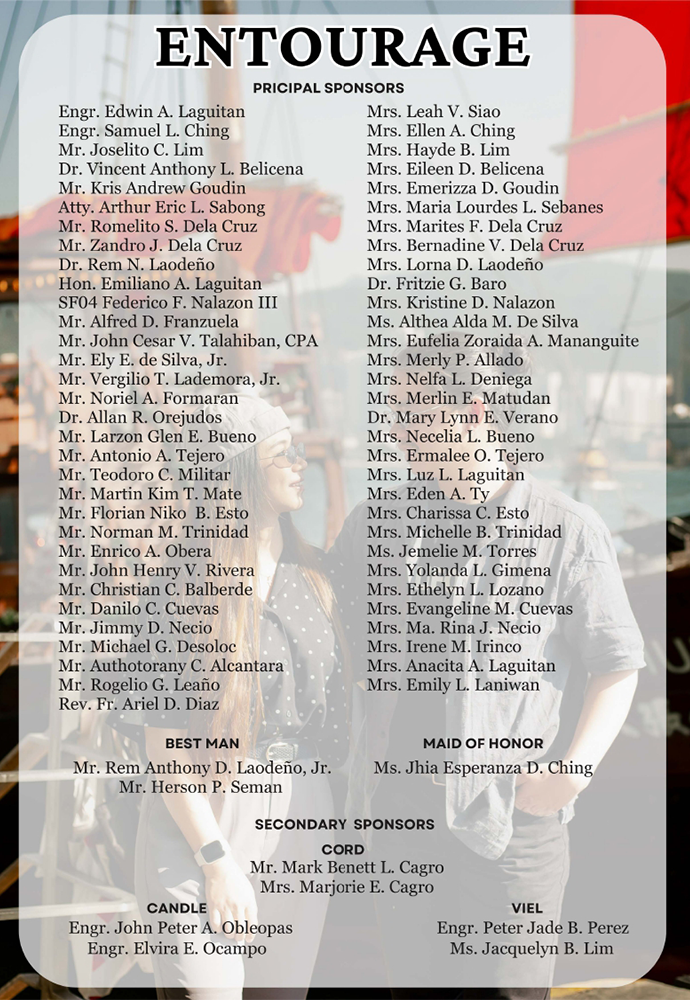 ENTOURAGE
PRICIPAL SPONSORS
Engr. Edwin A. Laguitan
Engr. Samuel L. Ching
Mr. Joselito C. Lim
Dr. Vincent Anthony L. Belicena
Mr. Kris Andrew Goudin
Atty. Arthur Eric L. Sabong
Mr. Romelito S. Dela Cruz
Mr. Zandro J. Dela Cruz
Dr. Rem N. Laodeño
Hon. Emiliano A. Laguitan
SF04 Federico F. Nalazon III
Mr. Alfred D. Franzuela
Mr. John Cesar V. Talahiban, CPA
Mr. Ely E. de Silva, Jr.
Mr. Vergilio T. Lademora, Jr.
Mr. Noriel A. Formaran
Dr. Allan R. Orejudos
Mr. Larzon Glen E. Bueno
Mr. Antonio A. Tejero
Mr. Teodoro C. Militar
Mr. Martin Kim T. Mate
Mr. Florian Niko B. Esto
Mr. Norman M. Trinidad
Mr. Enrico A. Obera
Mr. John Henry V. Rivera
Mr. Christian C. Balberde
Mr. Danilo C. Cuevas
Mr. Jimmy D. Necio
Mr. Michael G. Desoloc
Mr. Authotorany C. Alcantara
Mr. Rogelio G. Leaño
Rev. Fr. Ariel D. Diaz
Mrs. Leah V. Siao
Mrs. Ellen A. Ching
Mrs. Hayde B. Lim
Mrs. Eileen D. Belicena
Mrs. Emerizza D. Goudin
Mrs. Maria Lourdes L. Sebanes
Mrs. Marites F. Dela Cruz
Mrs. Bernadine V. Dela Cruz
Mrs. Lorna D. Laodeño
Dr. Fritzie G. Baro
Mrs. Kristine D. Nalazon
Ms. Althea Alda M. De Silva
Mrs. Eufelia Zoraida A. Mananguite
Mrs. Merly P. Allado
Mrs. Nelfa L. Deniega
Mrs. Merlin E. Matudan
Dr. Mary Lynn E. Verano
Mrs. Necelia L. Bueno
Mrs. Ermalee O. Tejero
Mrs. Luz L. Laguitan
Mrs. Eden A. Ty
Mrs. Charissa C. Esto
Mrs. Michelle B. Trinidad
Ms. Jemelie M. Torres
Mrs. Yolanda L. Gimena
Mrs. Ethelyn L. Lozano
Mrs. Evangeline M. Cuevas
Mrs. Ma. Rina J. Necio
Mrs. Irene M. Irinco
Mrs. Anacita A. Laguitan
Mrs. Emily L. Laniwan
BEST MAN
Mr. Rem Anthony D. Laodeño, Jr.
Mr. Herson P. Seman
MAID OF HONOR
Ms. Jhia Esperanza D. Ching
SECONDARY SPONSORS
CORD
Mr. Mark Benett L. Cagro
Mrs. Marjorie E. Cagro
CANDLE
Engr. John Peter A. Obleopas
Engr. Elvira E. Ocampo
VIEL
Engr. Peter Jade B. Perez
Ms. Jacquelyn B. Lim